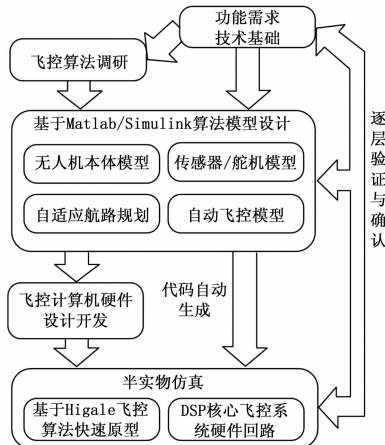 功能需求
技术基础
飞控算法调研
基于Matlab/Simulink算法模型设计
无人机本体模型
传感器/舵机模型
自适应航路规划
自动飞控模型
逐层验证与确认
飞控计算机硬件
设计开发
代码自动
生成
半实物仿真
基于Higale飞控
算法快速原型
DSP核心飞控系
统硬件回路